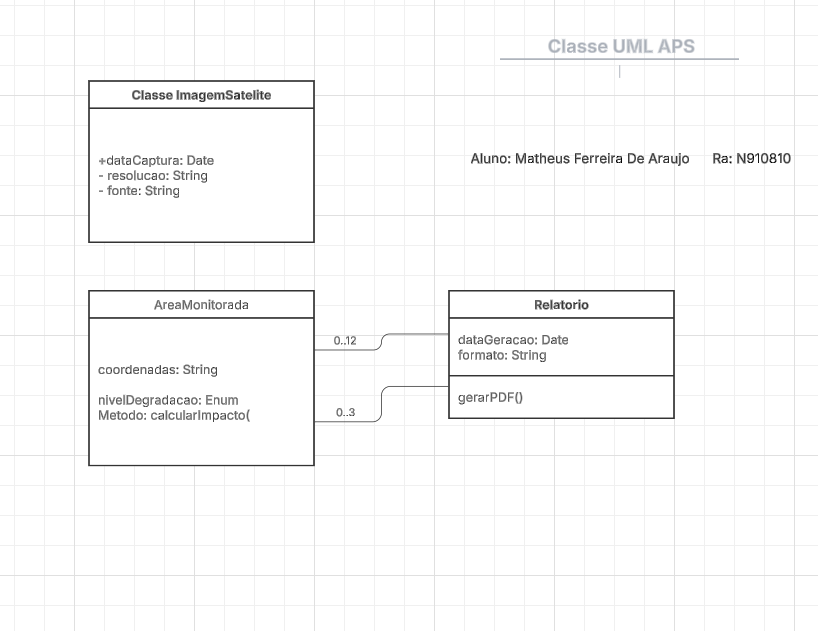 Classe UML APS
Classe ImagemSatelite
+dataCaptura: Date
- resolucao: String
- fonte: String
Aluno: Matheus Ferreira De Araujo Ra: N910810
AreaMonitorada
coordenadas: String
nivelDegradacao: Enum
Metodo: calcularImpacto(
0..12
0..3
Relatorio
dataGeracao: Date
formato: String
gerarPDF()